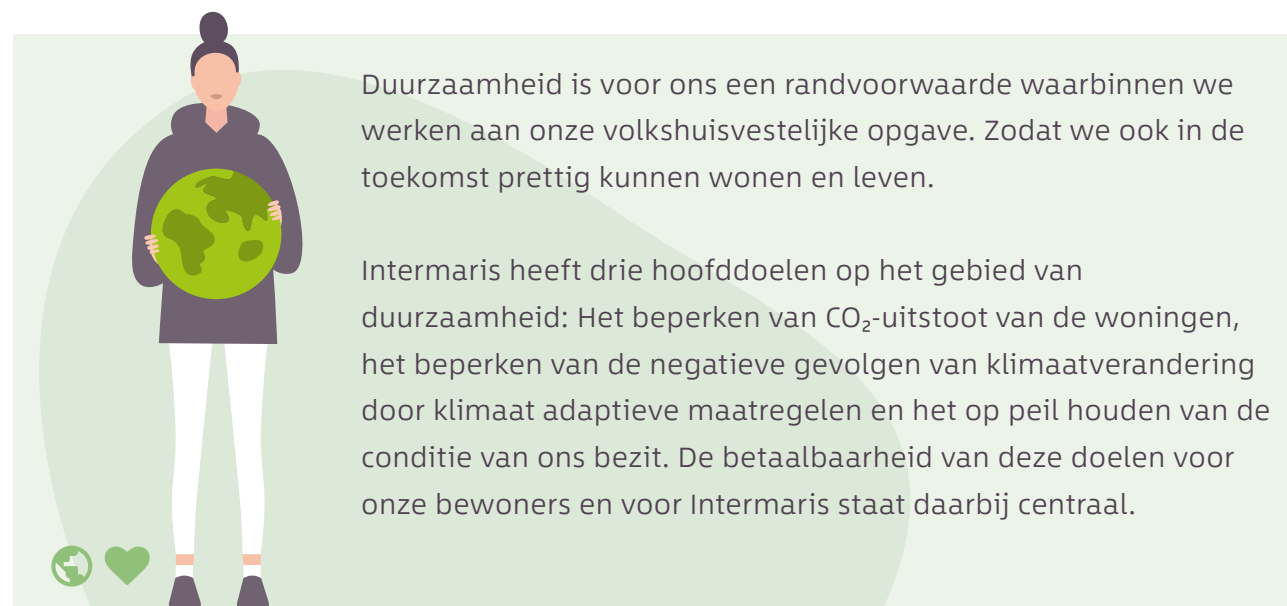 Duurzaamheid is voor ons een randvoorwaarde waarbinnen we
werken aan onze volkshuisvestelijke opgave. Zodat we ook in de
toekomst prettig kunnen wonen en leven.
Intermaris heeft drie hoofddoelen op het gebied van
duurzaamheid: Het beperken van CO₂-uitstoot van de woningen,
het beperken van de negatieve gevolgen van klimaatverandering
door klimaat adaptieve maatregelen en het op peil houden van de
conditie van ons bezit. De betaalbaarheid van deze doelen voor
onze bewoners en voor Intermaris staat daarbij centraal.